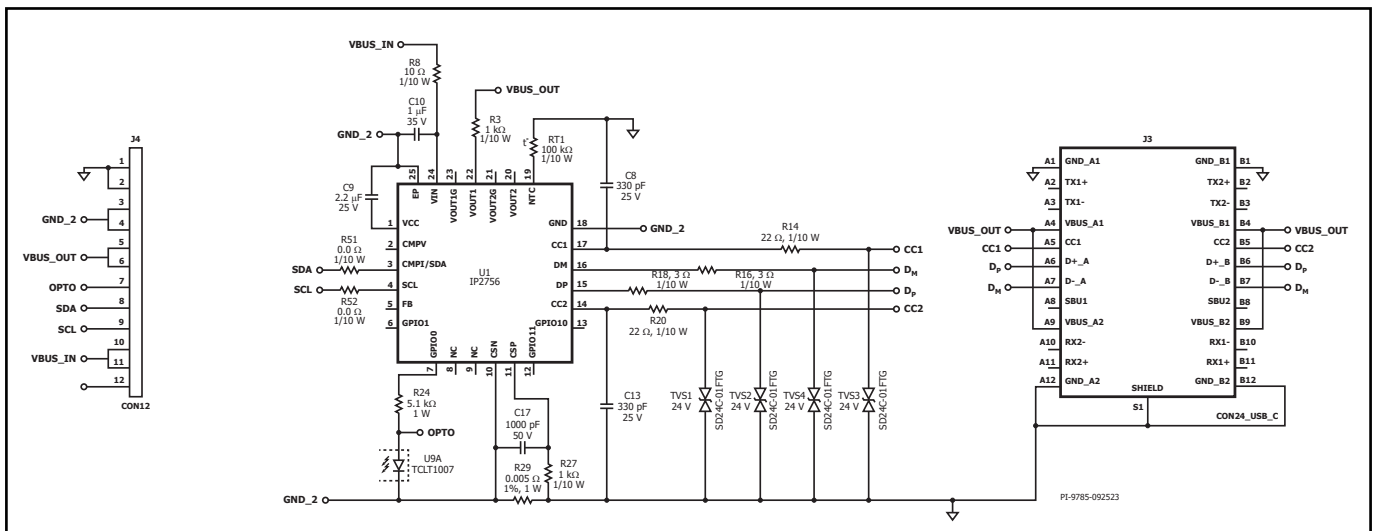 VBUS_IN
R8
10 Ω
1/10 W
C10
1 μF
35 V
GND_2
VBUS_OUT
R3
1 kΩ
1/10 W
t°
RT1
100 kΩ
1/10 W
C9
2.2 μF
25 V
25
24
23
22
21
20
19
EP
VIN
VOUT1G
VOUT1
VOUT2G
VOUT2
NTC
C8
330 pF
25 V
J4
1
2
3
4
5
6
7
8
9
10
11
12
GND_2
VBUS_OUT
OPTO
SDA
SCL
VBUS_IN
CON12
R51
0.0 Ω
1/10 W
SDA
SCL
R52
0.0 Ω
1/10 W
1 VCC
2 CMPV
3 CMPI/SDA
4 SCL
5 FB
6 GPIO1
U1
IP2756
GND 18
CC1 17
DM 16
DP 15
CC2 14
GPIO10 13
GND_2
R14
22 Ω, 1/10 W
CC1
R18, 3 Ω
1/10 W
R16, 3 Ω
1/10 W
DM
DP
CC2
R20
22 Ω, 1/10 W
GPIO0
NC
NC
CSN
CSP
GPIO11
7
8
9
10
11
12
R24
5.1 kΩ
1 W
OPTO
U9A
TCLT1007
C17
1000 pF
50 V
R29
0.005 Ω
1%, 1 W
R27
1 kΩ
1/10 W
GND_2
C13
330 pF
25 V
TVS1
24 V
SD24C-01FTG
TVS2
24 V
SD24C-01FTG
TVS4
24 V
SD24C-01FTG
TVS3
24 V
SD24C-01FTG
J3
A1 GND_A1 GND_B1 B1
A2 TX1+ TX2+ B2
A3 TX1- TX2- B3
VBUS_OUT A4 VBUS_A1 VBUS_B1 B4 VBUS_OUT
CC1 A5 CC1 CC2 B5 CC2
DP A6 D+_A D+_B B6 DP
DM A7 D-_A D-_B B7 DM
A8 SBU1 SBU2 B8
A9 VBUS_A2 VBUS_B2 B9
A10 RX2- RX1- B10
A11 RX2+ RX1+ B11
A12 GND_A2 GND_B2 B12
SHIELD
S1
CON24_USB_C
PI-9785-092523